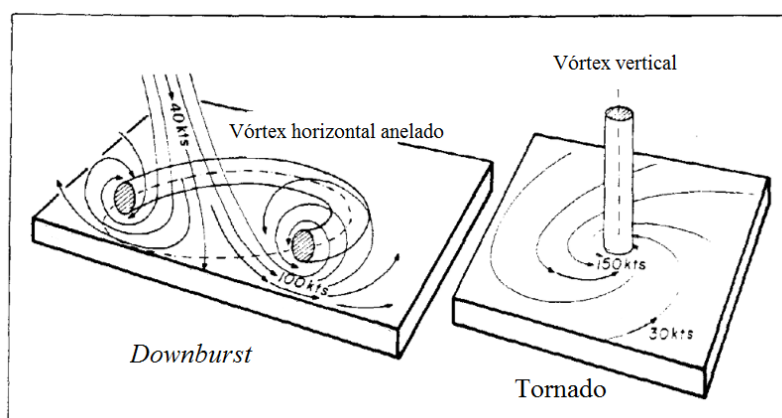 Vórtex vertical
40kts
Vórtex horizontal anelado
100kts
150kts
30kts
Downburst
Tornado